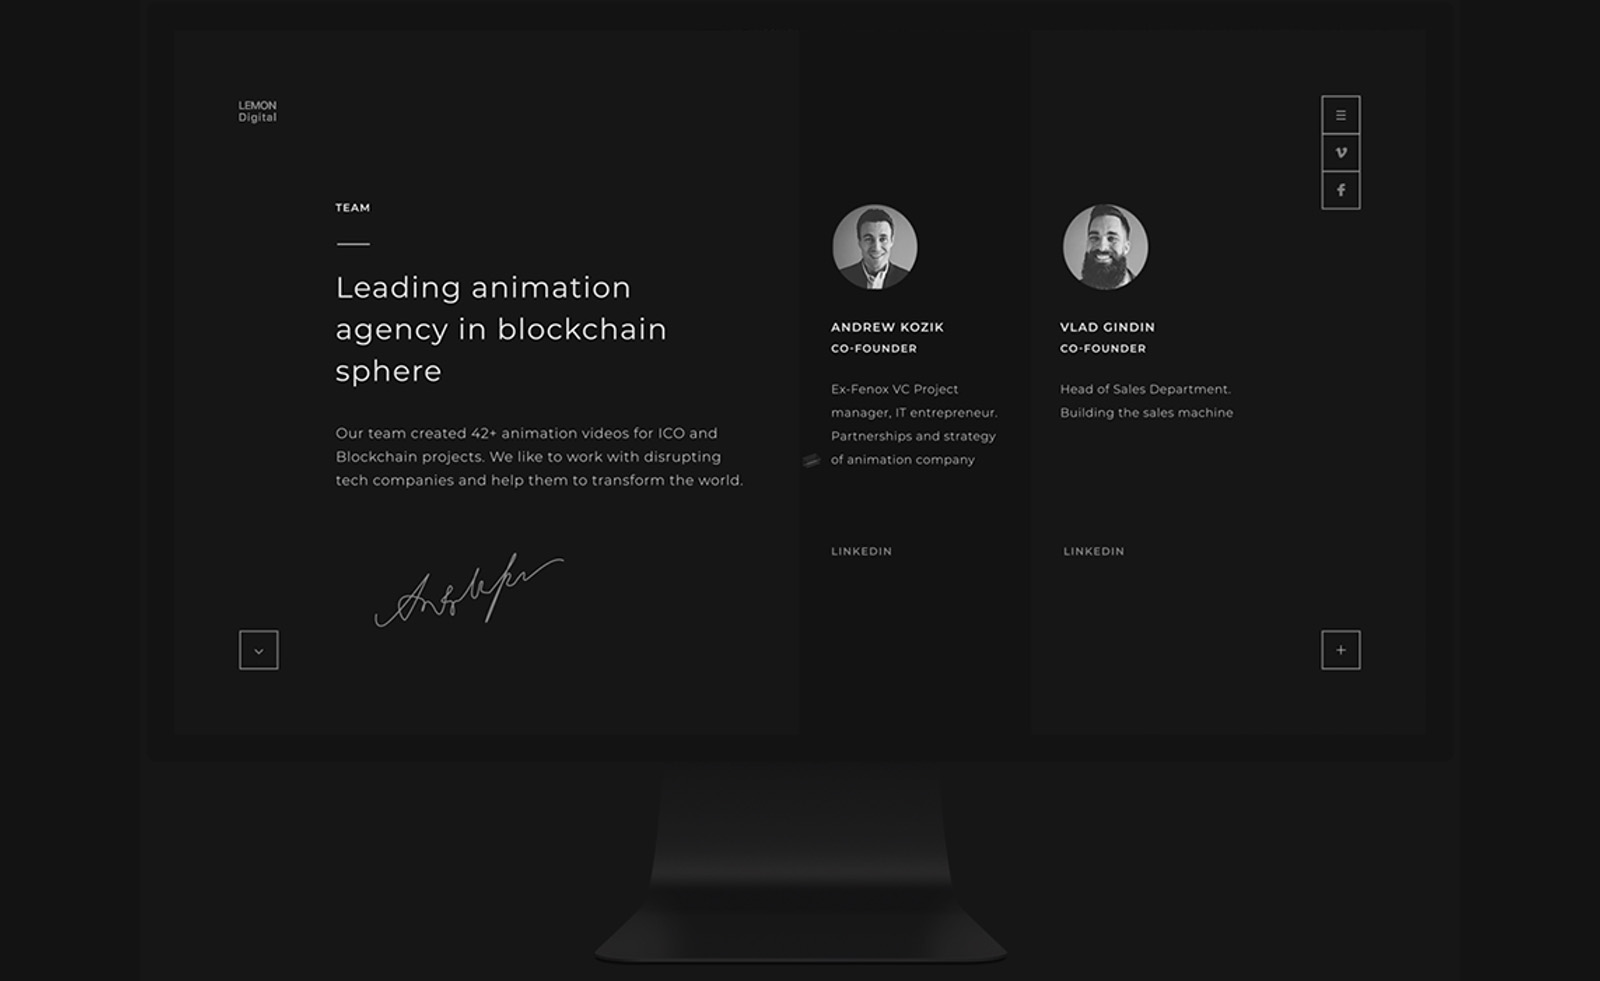 LEMON
Digital
TEAM
Leading animation
agency in blockchain
sphere
Our team created 42+ animation videos for ICO and
Blockchain projects. We like to work with disrupting
tech companies and help them to transform the world.
ANDREW KOZIK
CO-FOUNDER
Ex-Fenox VC Project
manager, IT entrepreneur.
Partnerships and strategy
of animation company
LINKEDIN
VLAD GINDIN
CO-FOUNDER
Head of Sales Department.
Building the sales machine
LINKEDIN